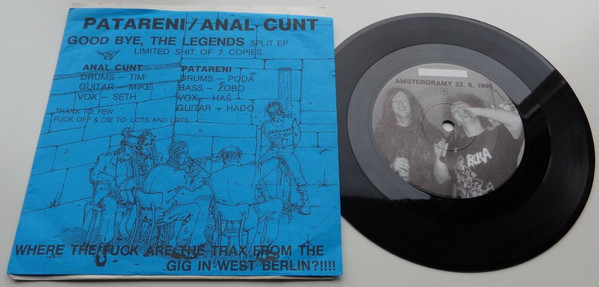 PATARENI/ANAL CUNT
GOOD BYE, THE LEGENDS SPLIT EP
LIMITED SHIT OF 7 COPIES.
ANAL CUNT
DRUMS – TIM
GUITAR – MIKE
VOX – SETH
PATARENI
DRUMS – PODA
BASS – ŽOBO
VOX – HAS
GUITAR – HADO
THANX TO: FEW
FUCK OFF & DIE TO: LOTS AND LOTS
WHERE THE FUCK ARE THE TRAX FROM THE
GIG IN WEST BERLIN?!!!!
AMSTERGRAMY 22. 6. 1989